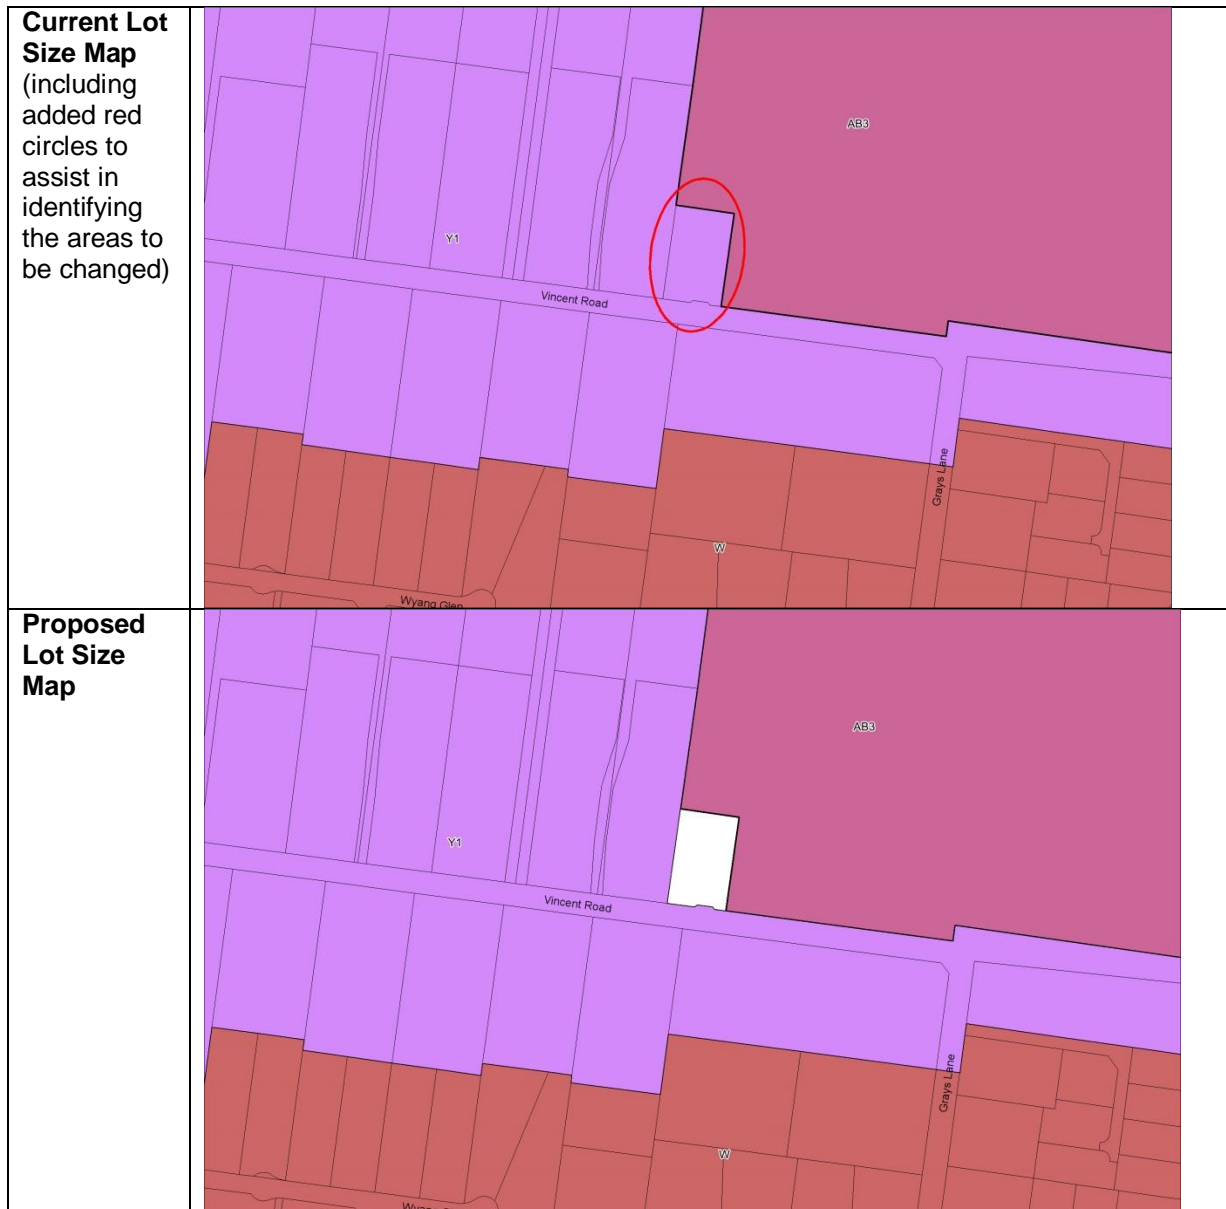 Current Lot
Size Map
(including
added red
circles to
assist in
identifying
the areas to
be changed)
AB3
Y1
Vincent Road
Grays Lane
W
Wyang Glen
Proposed
Lot Size
Map
AB3
Y1
Vincent Road
Grays Lane
W